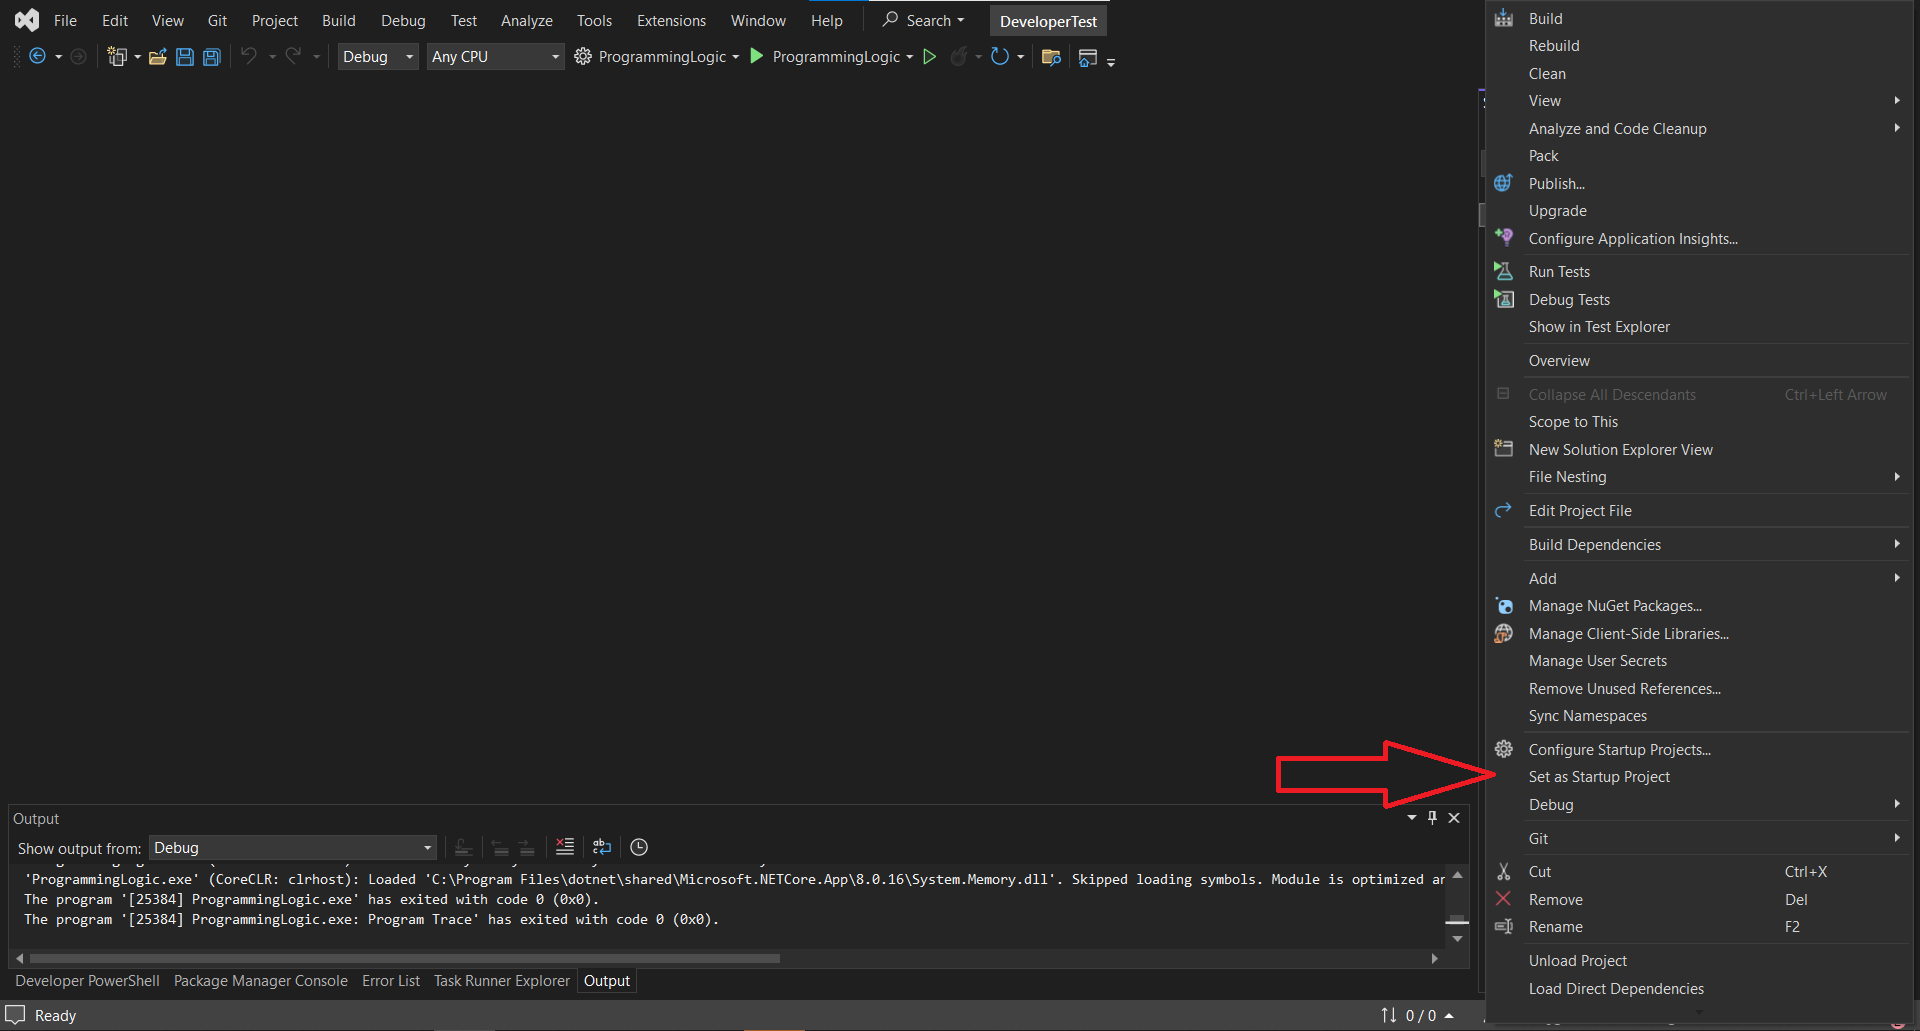 File Edit View Git Project Build Debug Test Analyze Tools Extensions Window Help Search DeveloperTest
Debug Any CPU ProgrammingLogic ProgrammingLogic
Build
Rebuild
Clean
View
Analyze and Code Cleanup
Pack
Publish...
Upgrade
Configure Application Insights...
Run Tests
Debug Tests
Show in Test Explorer
Overview
Collapse All Descendants Ctrl+Left Arrow
Scope to This
New Solution Explorer View
File Nesting
Edit Project File
Build Dependencies
Add
Manage NuGet Packages...
Manage Client-Side Libraries...
Manage User Secrets
Remove Unused References...
Sync Namespaces
Configure Startup Projects...
Set as Startup Project
Debug
Git
Cut Ctrl+X
Remove Del
Rename F2
Unload Project
Load Direct Dependencies
Output
Show output from: Debug
'ProgrammingLogic.exe' (CoreCLR: clrhost): Loaded 'C:\Program Files\dotnet\shared\Microsoft.NETCore.App\8.0.16\System.Memory.dll'. Skipped loading symbols. Module is optimized an
The program '[25384] ProgrammingLogic.exe' has exited with code 0 (0x0).
The program '[25384] ProgrammingLogic.exe: Program Trace' has exited with code 0 (0x0).
Developer PowerShell Package Manager Console Error List Task Runner Explorer Output
Ready 0 / 0